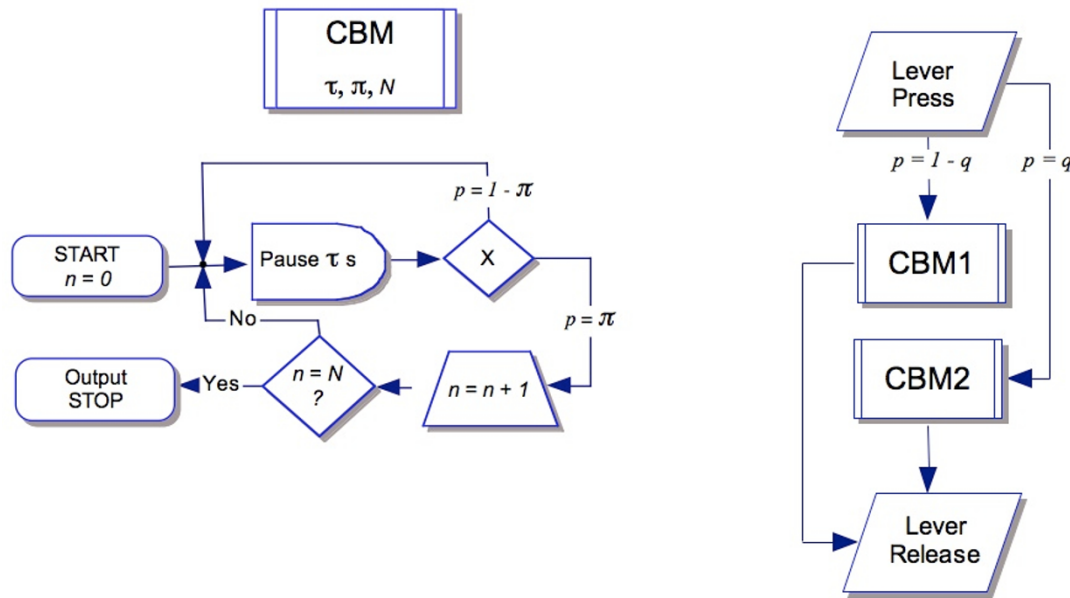 CBM
τ, π, N
p = 1 - π
START
n = 0
Pause τ s
X
p = π
No
Output
STOP
Yes
n = N
?
n = n + 1
Lever
Press
p = 1 - q
p = q
CBM1
CBM2
Lever
Release